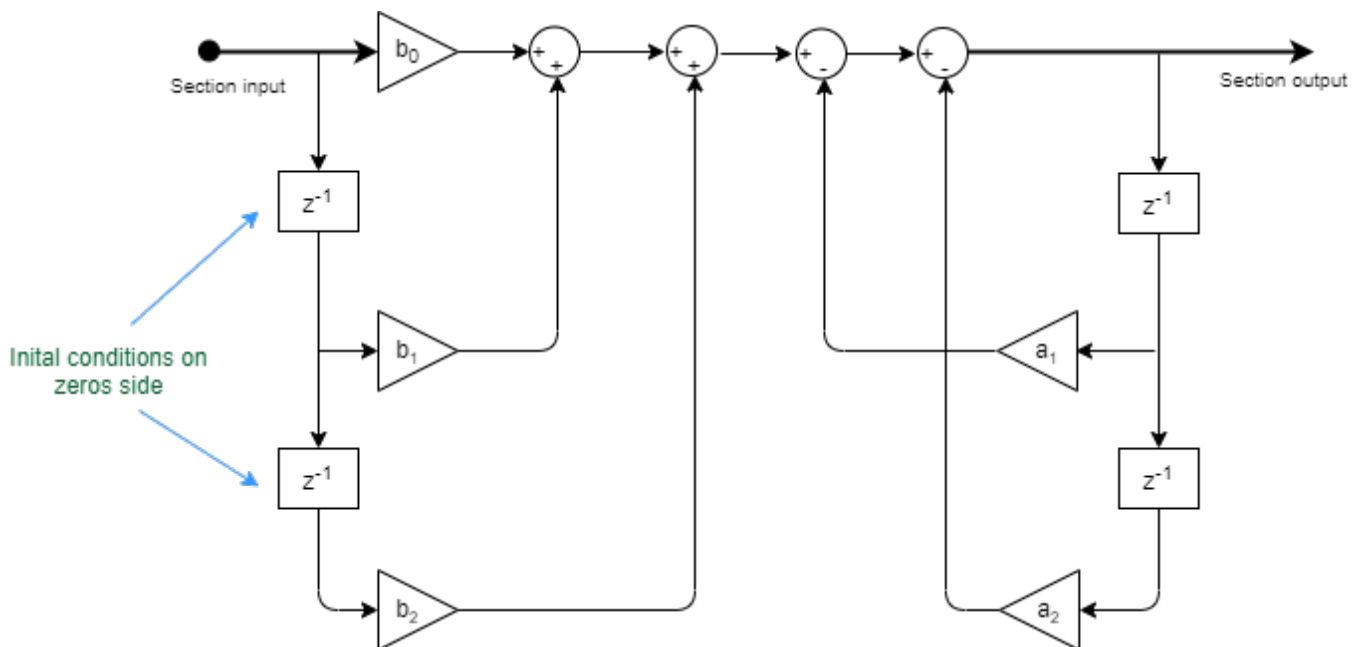 b₀
+
+
+
+
+
-
+
-
Section input
Section output
z⁻¹
z⁻¹
Inital conditions on
zeros side
b₁
a₁
z⁻¹
z⁻¹
b₂
a₂